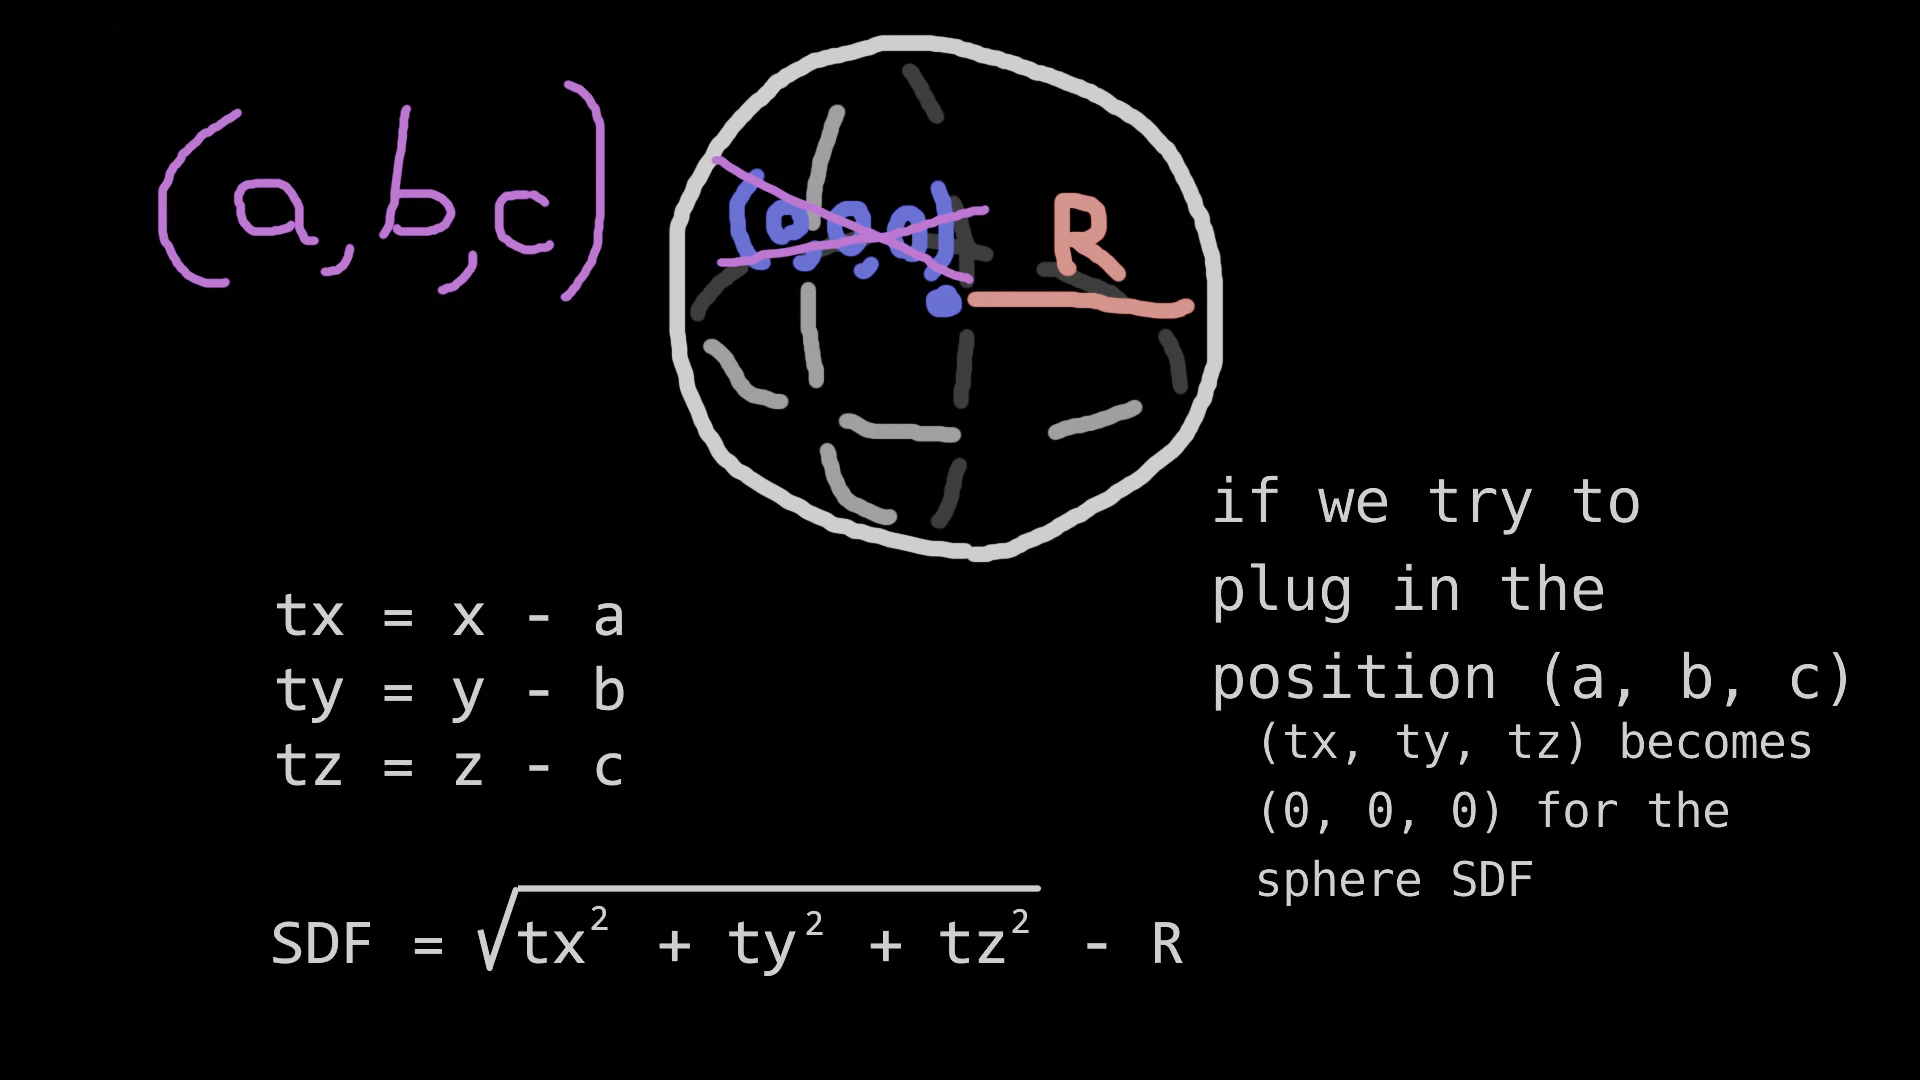 (a, b, c)
(0, 0, 0)
R
if we try to
plug in the
position (a, b, c)
(tx, ty, tz) becomes
(0, 0, 0) for the
sphere SDF
tx = x - a
ty = y - b
tz = z - c
SDF = √tx² + ty² + tz² - R